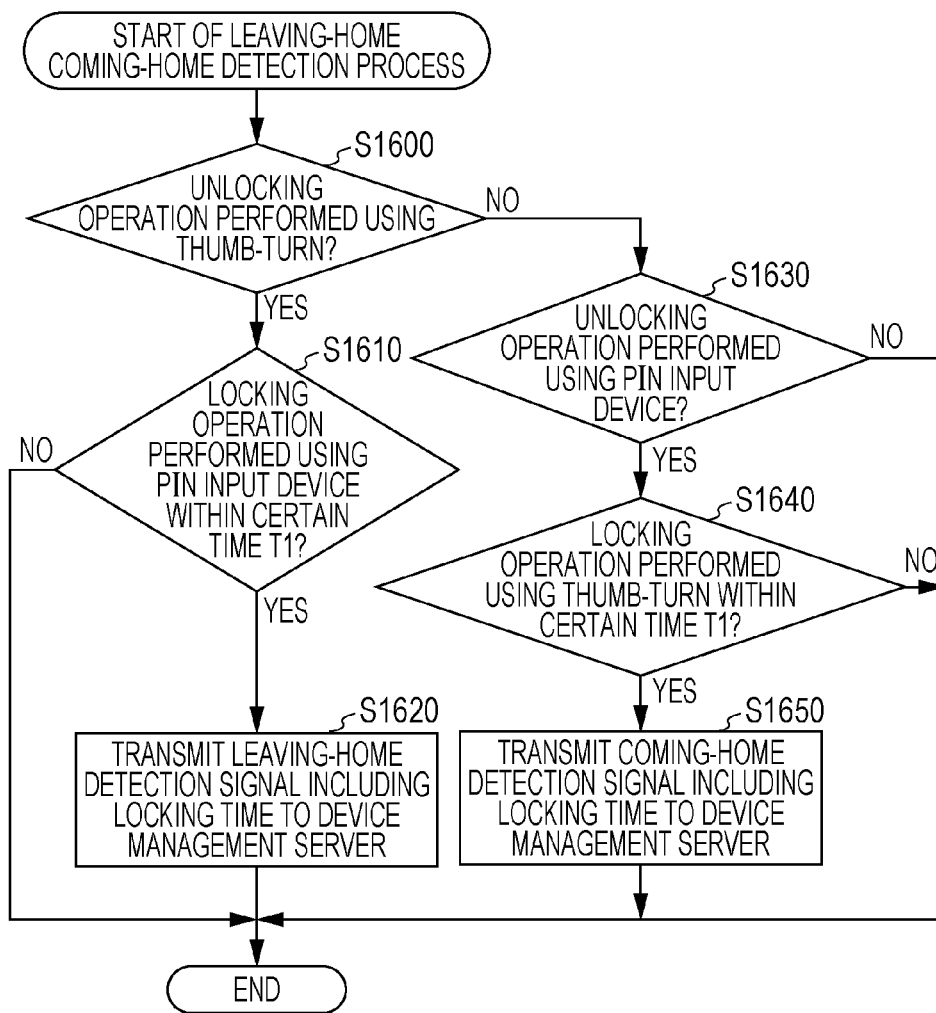 START OF LEAVING-HOME
COMING-HOME DETECTION PROCESS
S1600
UNLOCKING
OPERATION PERFORMED USING
THUMB-TURN?
NO
YES
S1630
UNLOCKING
OPERATION PERFORMED
USING PIN INPUT
DEVICE?
NO
YES
S1610
LOCKING
OPERATION
PERFORMED USING
PIN INPUT DEVICE
WITHIN CERTAIN
TIME T1?
NO
YES
S1640
LOCKING
OPERATION PERFORMED
USING THUMB-TURN WITHIN
CERTAIN TIME T1?
NO
YES
S1620
TRANSMIT LEAVING-HOME
DETECTION SIGNAL INCLUDING
LOCKING TIME TO DEVICE
MANAGEMENT SERVER
S1650
TRANSMIT COMING-HOME
DETECTION SIGNAL INCLUDING
LOCKING TIME TO DEVICE
MANAGEMENT SERVER
END